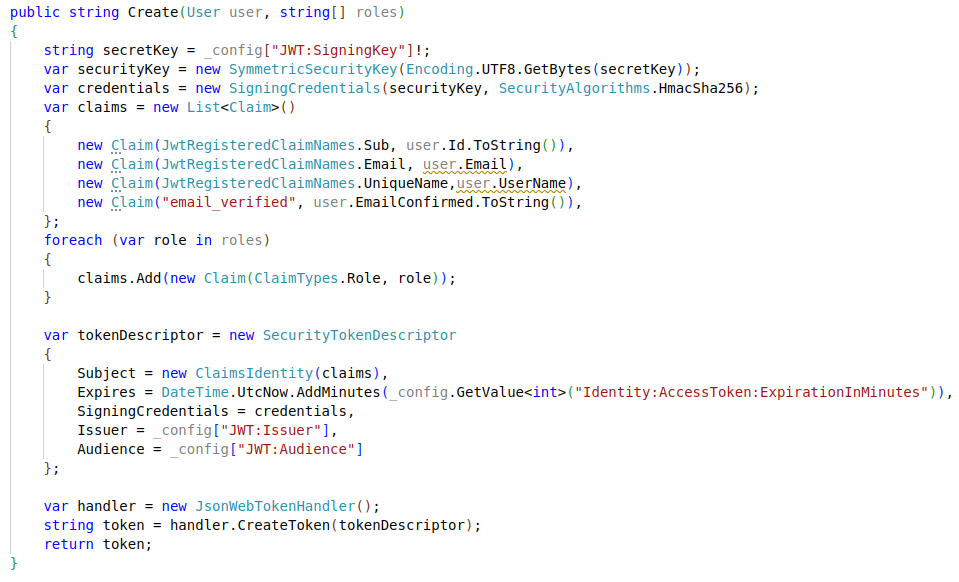 public string Create(User user, string[] roles)
{
    string secretKey = _config["JWT:SigningKey"]!;
    var securityKey = new SymmetricSecurityKey(Encoding.UTF8.GetBytes(secretKey));
    var credentials = new SigningCredentials(securityKey, SecurityAlgorithms.HmacSha256);
    var claims = new List<Claim>()
    {
        new Claim(JwtRegisteredClaimNames.Sub, user.Id.ToString()),
        new Claim(JwtRegisteredClaimNames.Email, user.Email),
        new Claim(JwtRegisteredClaimNames.UniqueName,user.UserName),
        new Claim("email_verified", user.EmailConfirmed.ToString()),
    };
    foreach (var role in roles)
    {
        claims.Add(new Claim(ClaimTypes.Role, role));
    }

    var tokenDescriptor = new SecurityTokenDescriptor
    {
        Subject = new ClaimsIdentity(claims),
        Expires = DateTime.UtcNow.AddMinutes(_config.GetValue<int>("Identity:AccessToken:ExpirationInMinutes")),
        SigningCredentials = credentials,
        Issuer = _config["JWT:Issuer"],
        Audience = _config["JWT:Audience"]
    };

    var handler = new JsonWebTokenHandler();
    string token = handler.CreateToken(tokenDescriptor);
    return token;
}